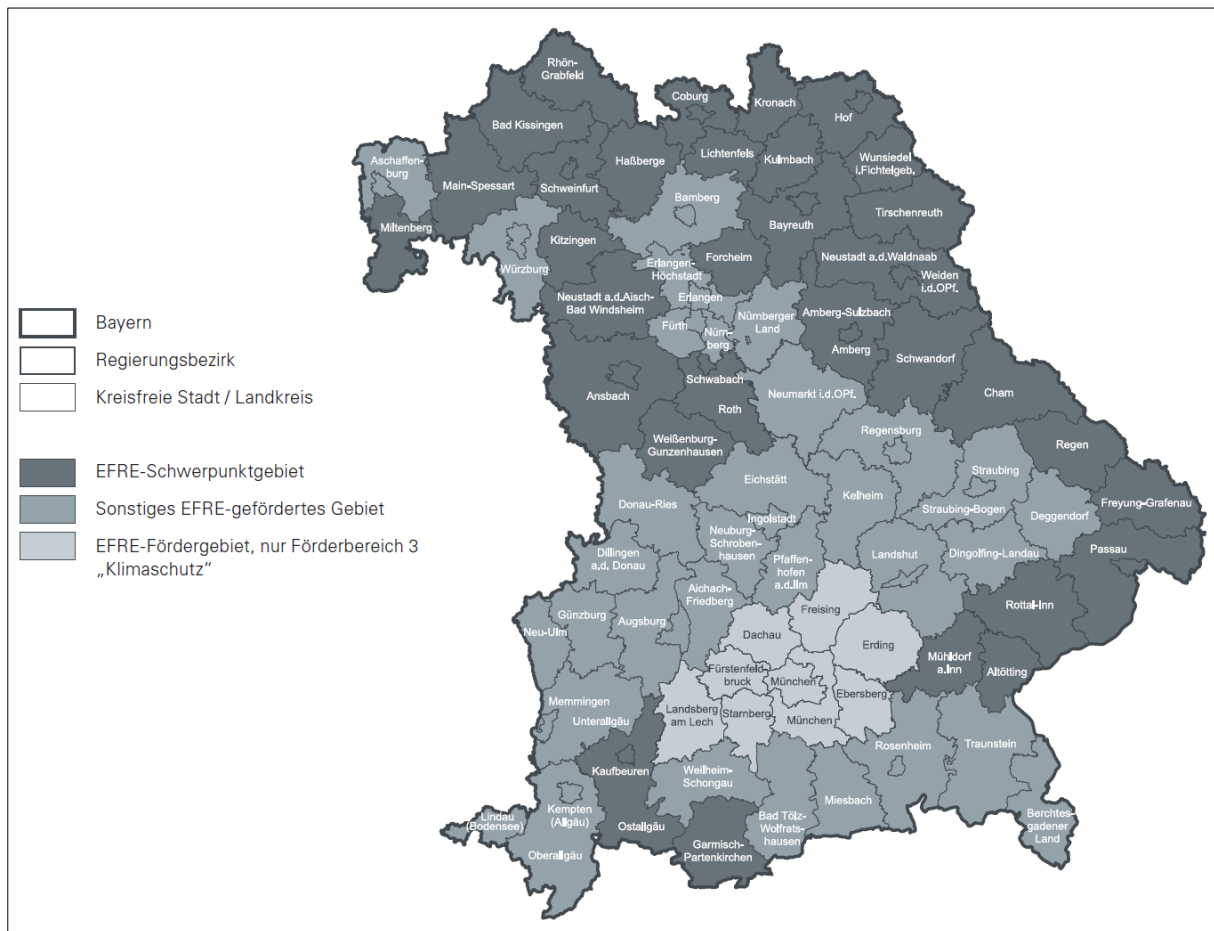 Rhön-
Grabfeld
Coburg
Kronach
Hof
Bad Kissingen
Aschaffen-
burg
Main-Spessart
Schweinfurt
Haßberge
Lichtenfels
Kulmbach
Wunsiedel
i.Fichtelgeb.
Bamberg
Tirschenreuth
Bayreuth
Miltenberg
Kitzingen
Würzburg
Erlangen-
Höchstadt
Forcheim
Neustadt a.d.Waldnaab
Weiden
i.d.OPf.
Neustadt a.d.Aisch-
Bad Windsheim
Erlangen
Fürth
Nürn-
berg
Nürnberger
Land
Amberg-Sulzbach
Amberg
Schwandorf
Ansbach
Schwabach
Roth
Neumarkt i.d.OPf.
Cham
Weißenburg-
Gunzenhausen
Regensburg
Regen
Eichstätt
Kelheim
Straubing
Straubing-Bogen
Deggendorf
Freyung-Grafenau
Donau-Ries
Ingolstadt
Neuburg-
Schroben-
hausen
Pfaffen-
hofen
a.d.Ilm
Landshut
Dingolfing-Landau
Passau
Dillingen
a.d. Donau
Aichach-
Friedberg
Rottal-Inn
Günzburg
Neu-Ulm
Augsburg
Freising
Dachau
Erding
Mühldorf
a.Inn
Altötting
Fürstenfeld
bruck
München
Ebersberg
Landsberg
am Lech
Starnberg
München
Memmingen
Unterallgäu
Rosenheim
Traunstein
Kaufbeuren
Weilheim-
Schongau
Miesbach
Bad Tölz-
Wolfrats-
hausen
Berchtes-
gadener
Land
Kempten
(Allgäu)
Lindau
(Bodensee)
Oberallgäu
Ostallgäu
Garmisch-
Partenkirchen
Bayern
Regierungsbezirk
Kreisfreie Stadt / Landkreis
EFRE-Schwerpunktgebiet
Sonstiges EFRE-gefördertes Gebiet
EFRE-Fördergebiet, nur Förderbereich 3
„Klimaschutz"